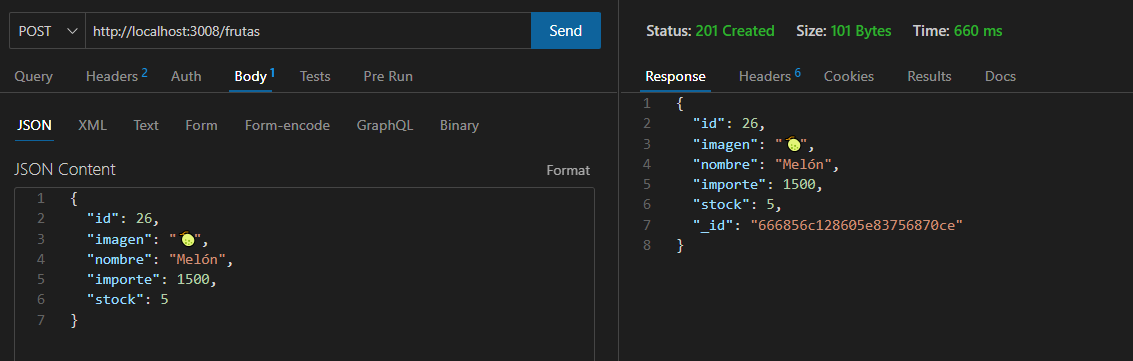 POST http://localhost:3008/frutas Send
Query Headers 2 Auth Body 1 Tests Pre Run
JSON XML Text Form Form-encode GraphQL Binary
JSON Content Format
1 {
2 "id": 26,
3 "imagen": "🍈",
4 "nombre": "Melón",
5 "importe": 1500,
6 "stock": 5
7 }
Status: 201 Created Size: 101 Bytes Time: 660 ms
Response Headers 6 Cookies Results Docs
1 {
2 "id": 26,
3 "imagen": "🍈",
4 "nombre": "Melón",
5 "importe": 1500,
6 "stock": 5,
7 "_id": "666856c128605e83756870ce"
8 }